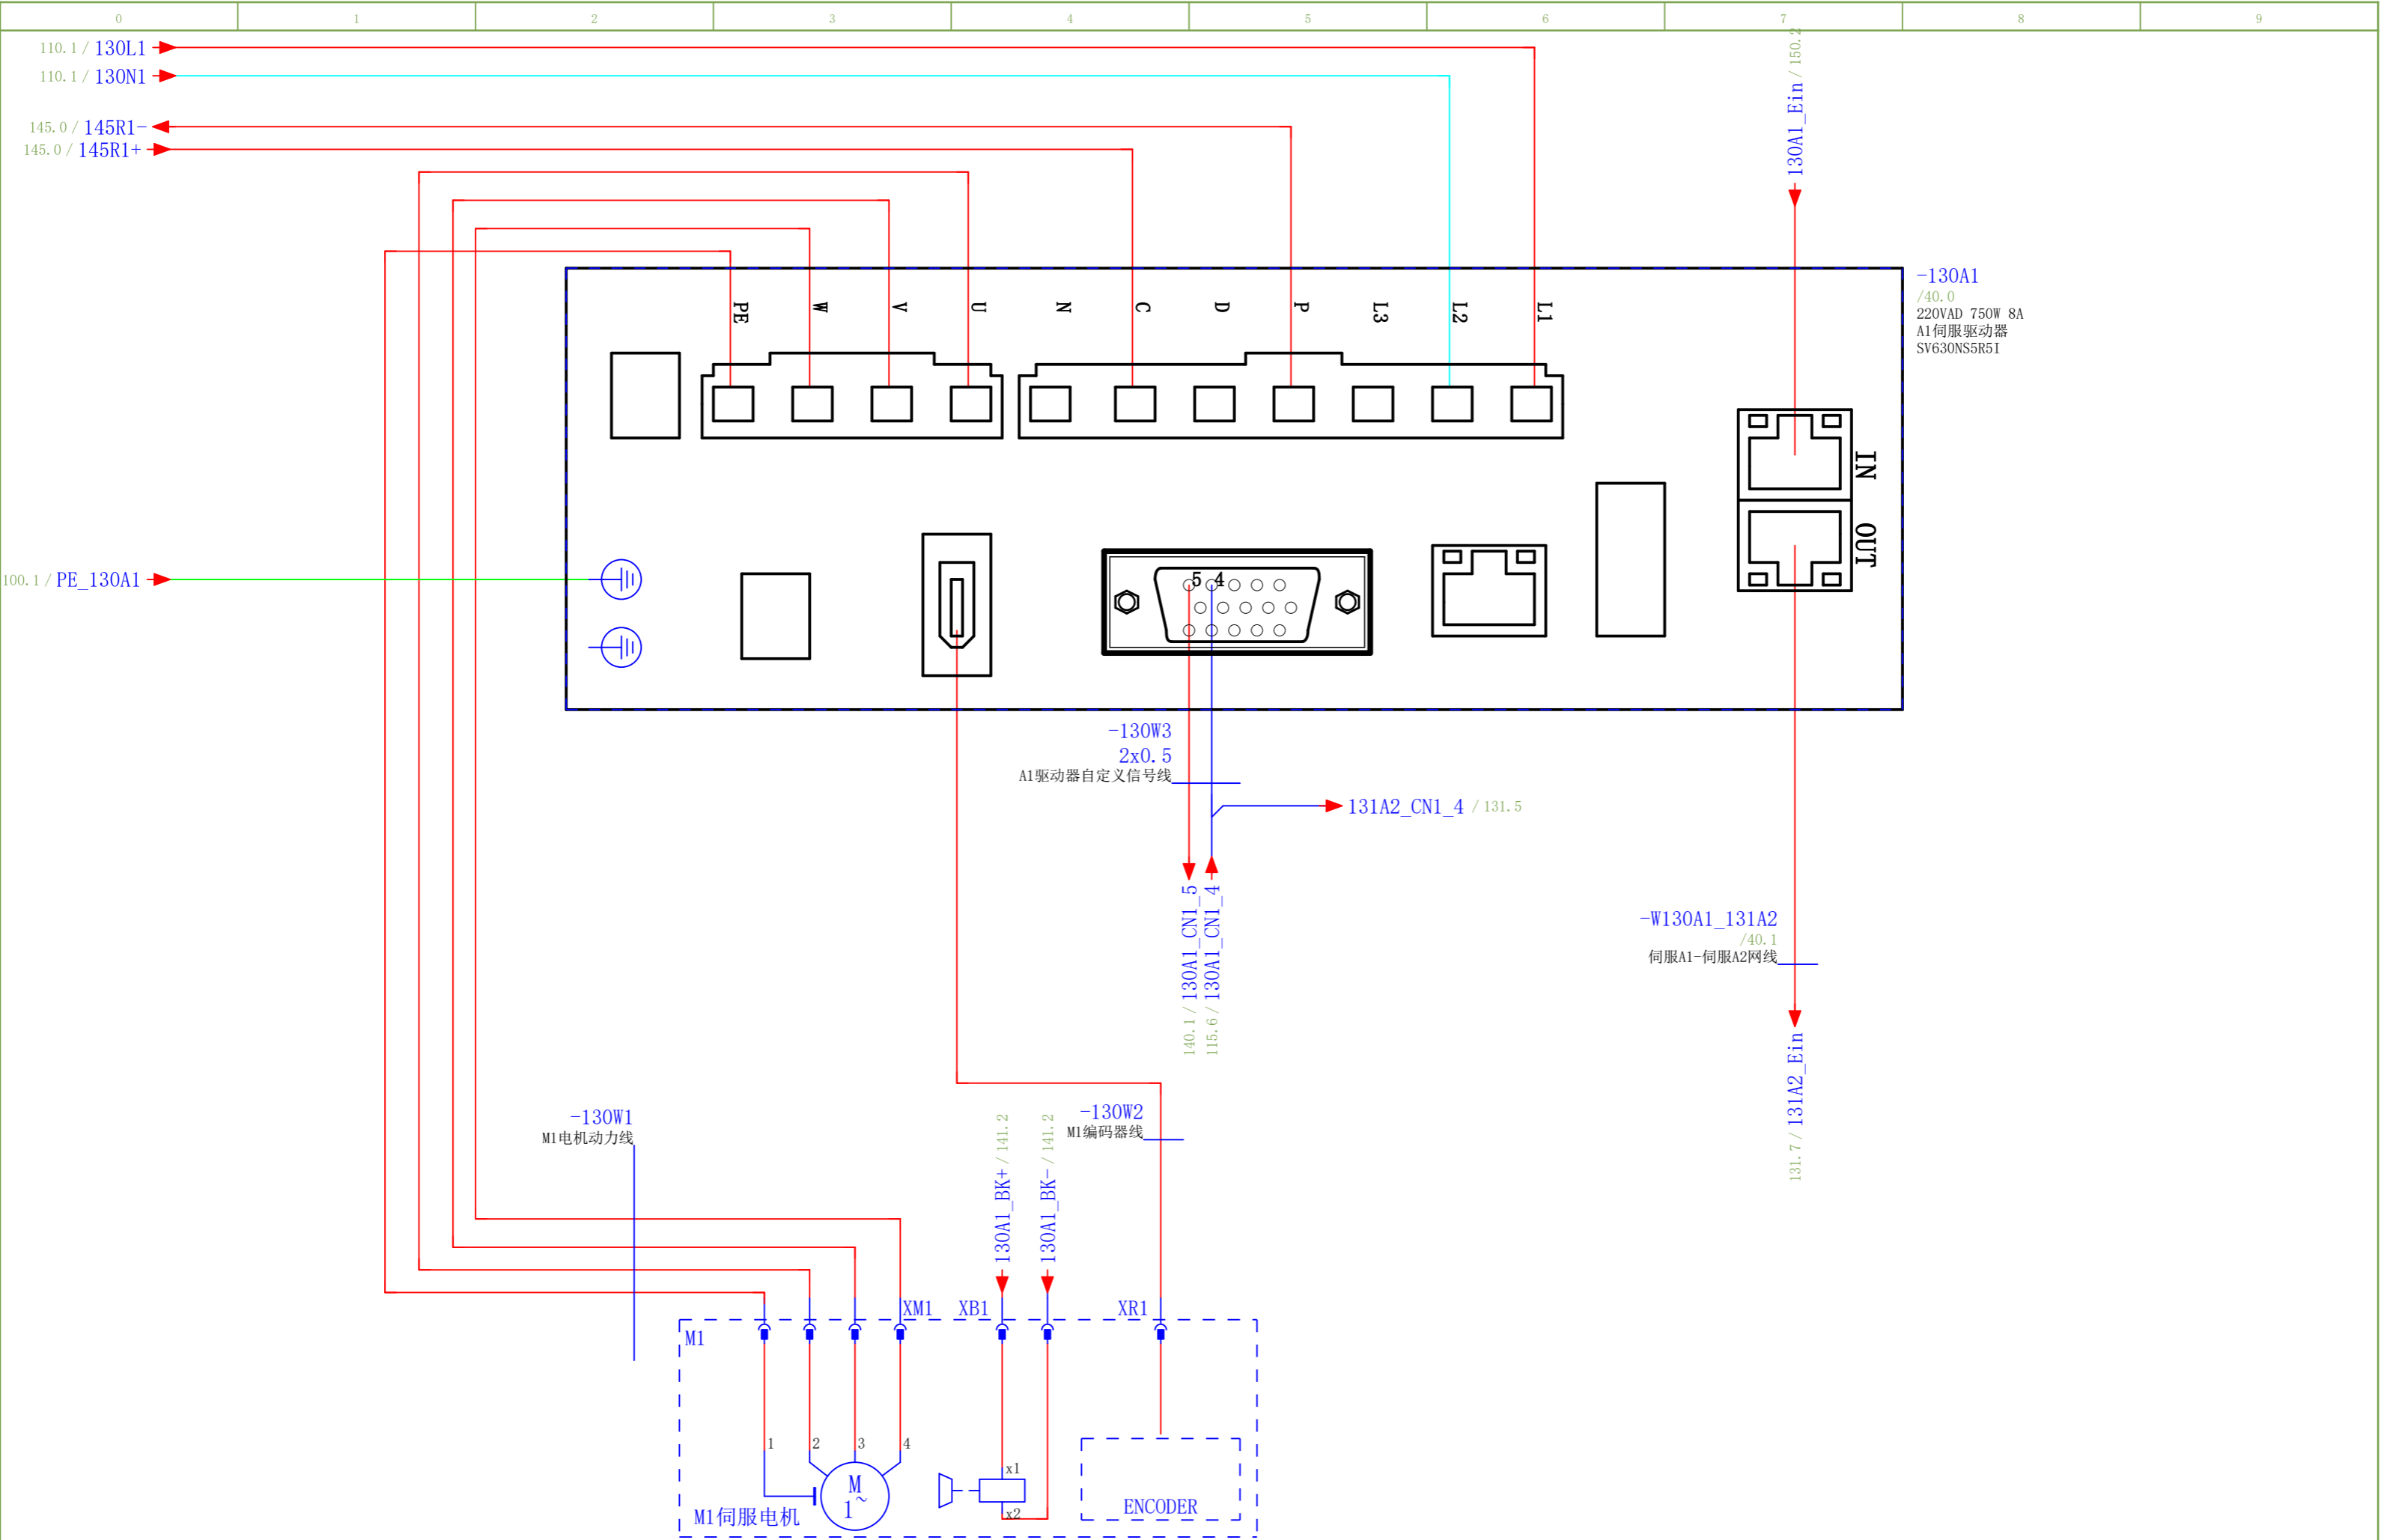 0 1 2 3 4 5 6 7 8 9
110.1 / 130L1
110.1 / 130N1
145.0 / 145R1-
145.0 / 145R1+
130A1_Ein / 150.2
-130A1
/40.0
220VAD 750W 8A
A1伺服驱动器
SV630NS5R5I
PE W V U N C D P L3 L2 L1
IN
OUT
100.1 / PE_130A1
5 4
-130W3
2x0.5
A1驱动器自定义信号线
131A2_CN1_4 / 131.5
140.1 / 130A1_CN1_5
115.6 / 130A1_CN1_4
-W130A1_131A2
/40.1
伺服A1-伺服A2网线
131.7 / 131A2_Ein
-130W1
M1电机动力线
130A1_BK+ / 141.2
130A1_BK- / 141.2
-130W2
M1编码器线
XM1 XB1 XR1
M1
1 2 3 4
M
1~
M1伺服电机
x1
x2
ENCODER